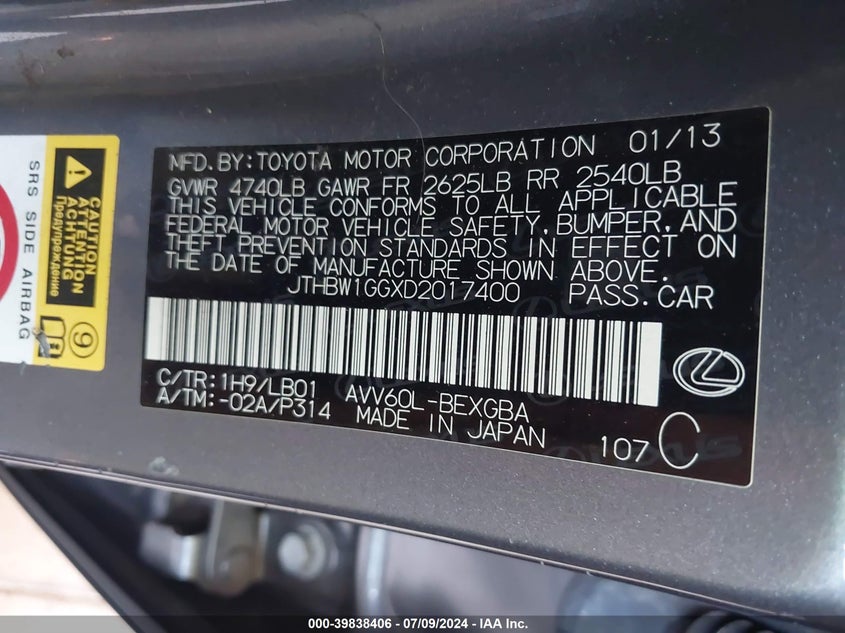 MFD. BY: TOYOTA MOTOR CORPORATION 01/13
GVWR 4740LB GAWR FR 2625LB RR 2540LB
THIS VEHICLE CONFORMS TO ALL APPLICABLE
FEDERAL MOTOR VEHICLE SAFETY, BUMPER, AND
THEFT PREVENTION STANDARDS IN EFFECT ON
THE DATE OF MANUFACTURE SHOWN ABOVE.
JTHBW1GGXD2017400 PASS. CAR
C/TR: 1H9/LB01 AVV60L-BEXGBA
A/TM: -02A/P314 MADE IN JAPAN
107 C
SRS SIDE AIRBAG
CAUTION
ATTENTION
ACHTUNG
Предупреждение
9
000-39838406 / 07/09/2024 - IAA Inc.